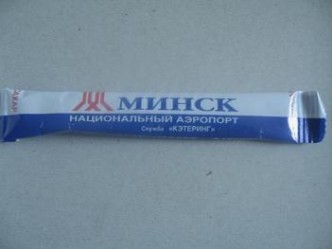 МИНСК
НАЦИОНАЛЬНЫЙ АЭРОПОРТ
Служба «КЭТЕРИНГ»